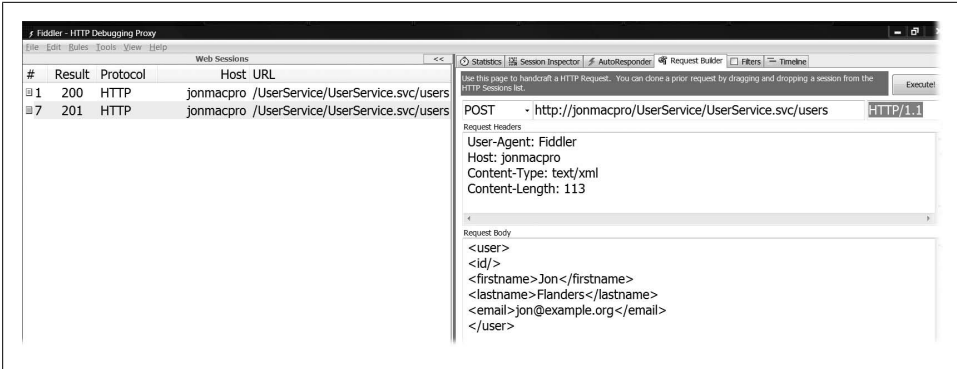 Fiddler - HTTP Debugging Proxy
File Edit Rules Tools View Help
Web Sessions <<
# Result Protocol Host URL
1 200 HTTP jonmacpro /UserService/UserService.svc/users
7 201 HTTP jonmacpro /UserService/UserService.svc/users
Statistics Session Inspector AutoResponder Request Builder Filters Timeline
Use this page to handcraft a HTTP Request. You can clone a prior request by dragging and dropping a session from the
HTTP Sessions list.
Execute!
POST http://jonmacpro/UserService/UserService.svc/users HTTP/1.1
Request Headers
User-Agent: Fiddler
Host: jonmacpro
Content-Type: text/xml
Content-Length: 113
Request Body
<user>
<id/>
<firstname>Jon</firstname>
<lastname>Flanders</lastname>
<email>jon@example.org</email>
</user>